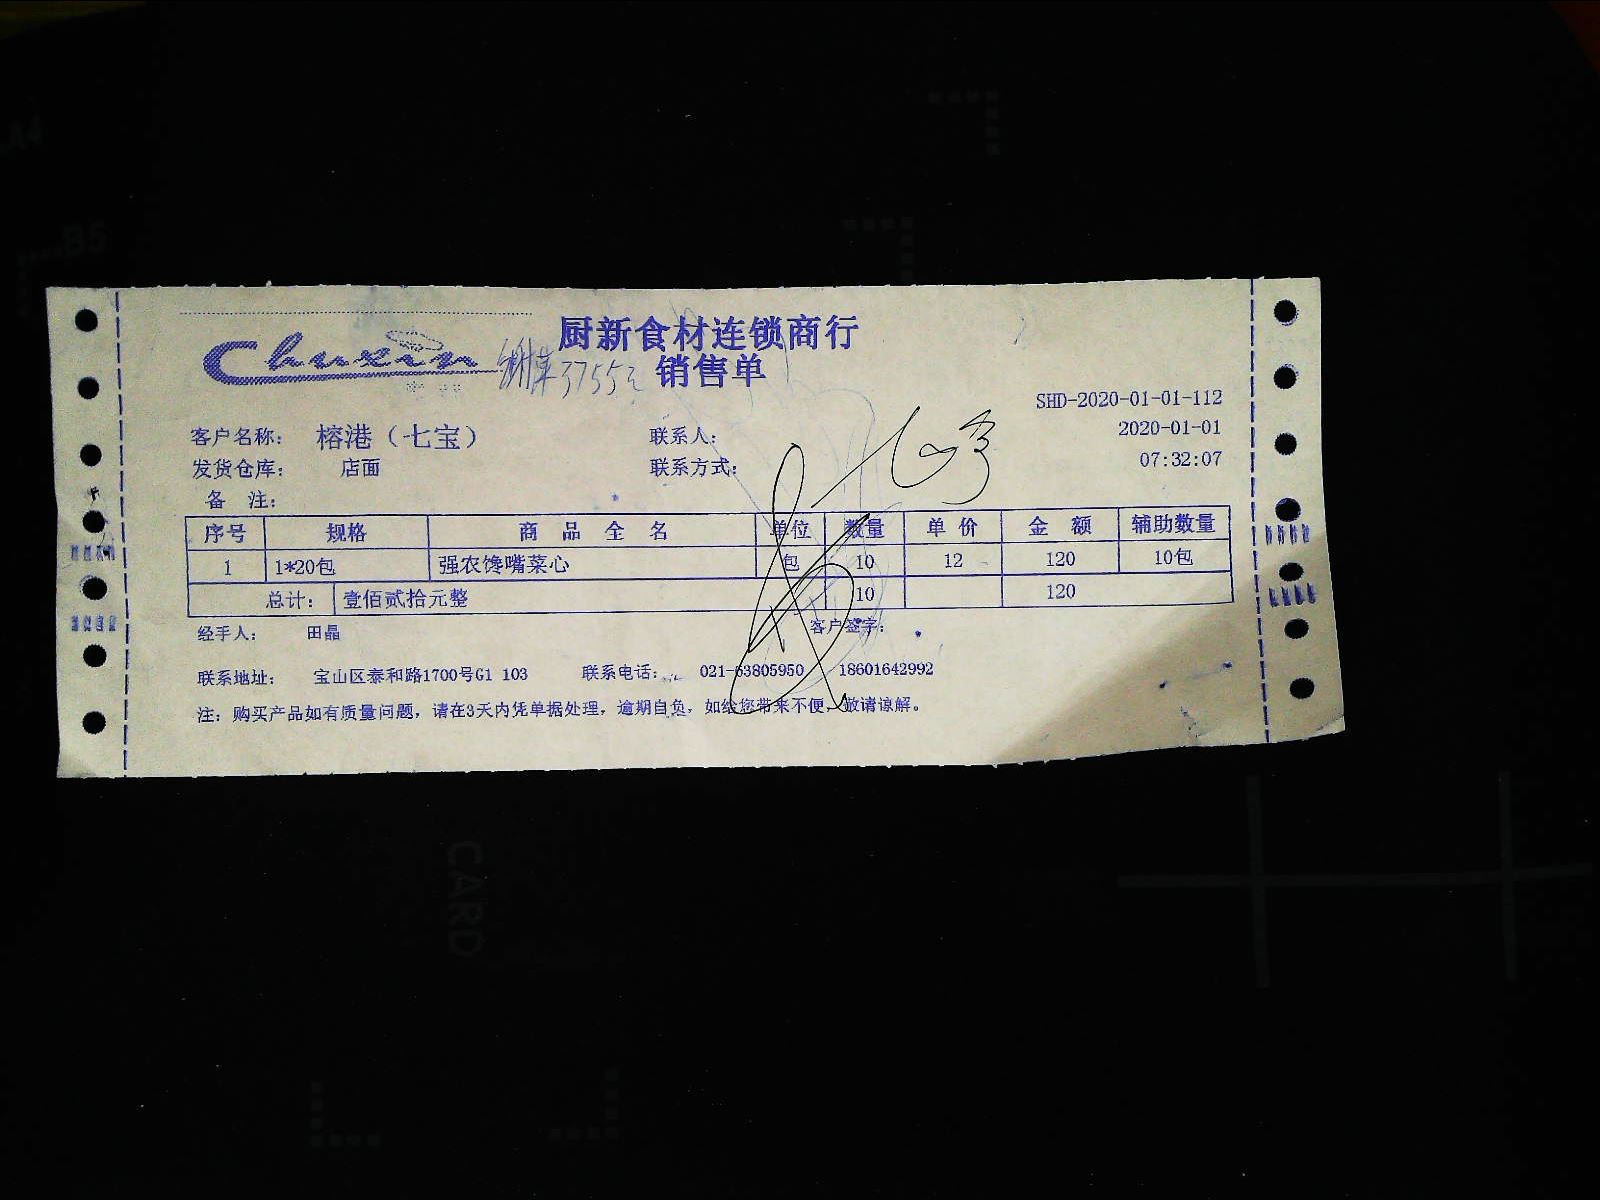 A4
B5
Chuxin
厨新食材连锁商行
3755元
销售单
SHD-2020-01-01-112
客户名称： 榕港（七宝） 联系人： 2020-01-01
发货仓库： 店面 联系方式： 07:32:07
备 注：
序号 规格 商 品 全 名 单位 数量 单 价 金 额 辅助数量
1 1*20包 强农馋嘴菜心 包 10 12 120 10包
总计： 壹佰贰拾元整 10 120
经手人： 田晶 客户签字：
联系地址： 宝山区泰和路1700号G1 103 联系电话： 021-63805950 18601642992
注：购买产品如有质量问题，请在3天内凭单据处理，逾期自负，如给您带来不便，敬请谅解。
CARD